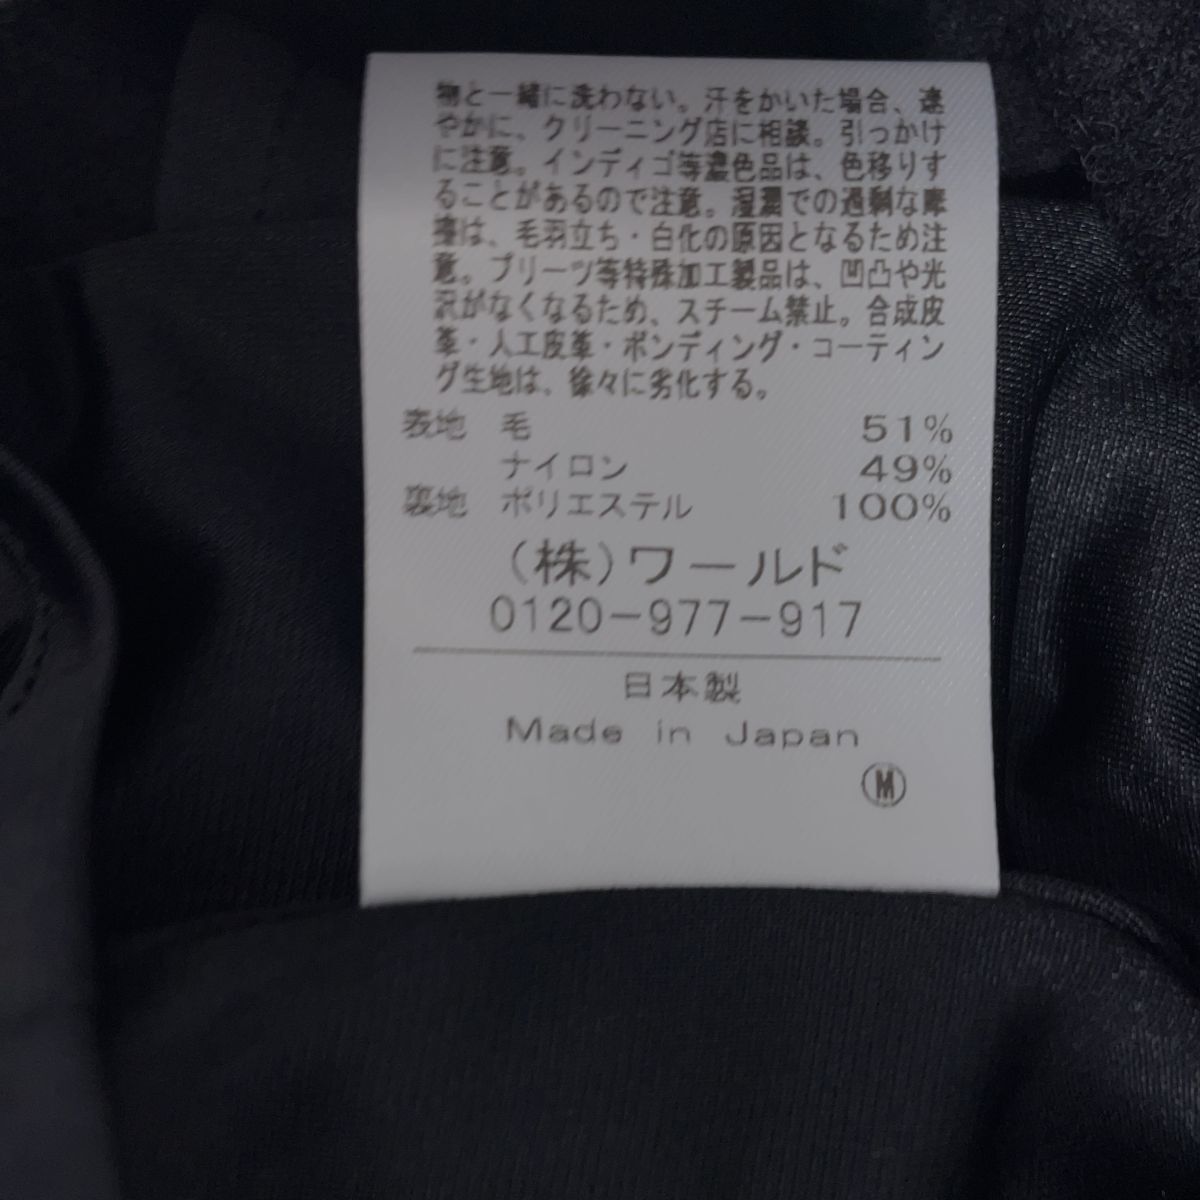 物と一緒に洗わない。汗をかいた場合、速
やかに、クリーニング店に相談。引っかけ
に注意。インディゴ等濃色品は、色移りす
ることがあるので注意。湿潤での過剰な摩
擦は、毛羽立ち・白化の原因となるため注
意。プリーツ等特殊加工製品は、凹凸や光
沢がなくなるため、スチーム禁止。合成皮
革・人工皮革・ボンディング・コーティン
グ生地は、徐々に劣化する。
表地 毛 51%
ナイロン 49%
裏地 ポリエステル 100%
(株)ワールド
0120-977-917
日本製
Made in Japan
Ⓜ